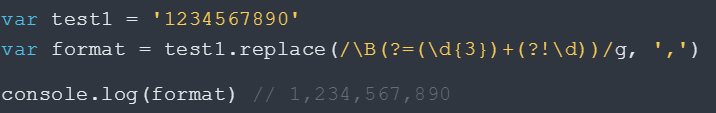 var test1 = '1234567890'
var format = test1.replace(/\B(?=(\d{3})+(?!\d))/g, ',')
console.log(format) // 1,234,567,890